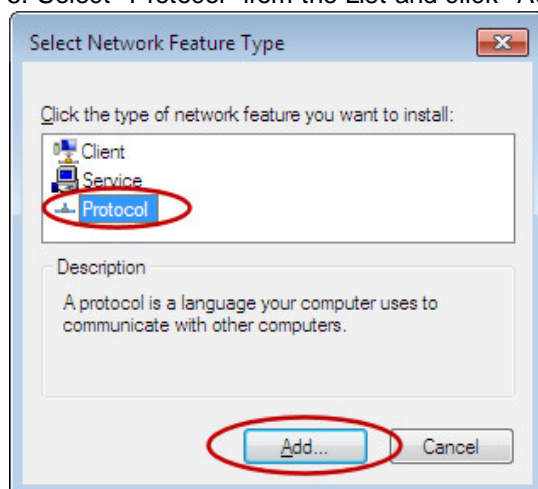 Select Network Feature Type
Click the type of network feature you want to install:
Client
Service
Protocol
Description
A protocol is a language your computer uses to
communicate with other computers.
Add...
Cancel